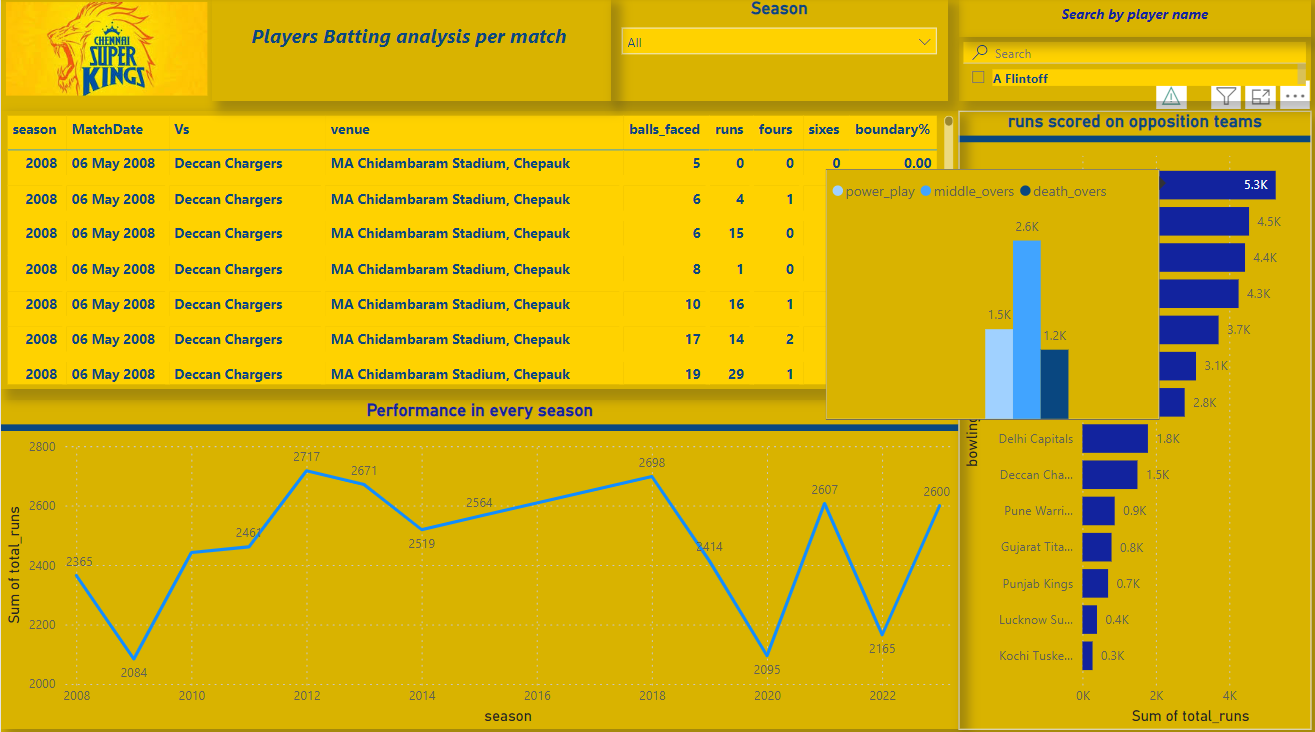 CHENNAI
SUPER
KINGS
Players Batting analysis per match
Season
All
Search by player name
Search
A Flintoff
season MatchDate Vs venue balls_faced runs fours sixes boundary%
2008 06 May 2008 Deccan Chargers MA Chidambaram Stadium, Chepauk 5 0 0 0 0.00
2008 06 May 2008 Deccan Chargers MA Chidambaram Stadium, Chepauk 6 4 1
2008 06 May 2008 Deccan Chargers MA Chidambaram Stadium, Chepauk 6 15 0
2008 06 May 2008 Deccan Chargers MA Chidambaram Stadium, Chepauk 8 1 0
2008 06 May 2008 Deccan Chargers MA Chidambaram Stadium, Chepauk 10 16 1
2008 06 May 2008 Deccan Chargers MA Chidambaram Stadium, Chepauk 17 14 2
2008 06 May 2008 Deccan Chargers MA Chidambaram Stadium, Chepauk 19 29 1
runs scored on opposition teams
5.3K
4.5K
4.4K
4.3K
3.7K
3.1K
2.8K
Delhi Capitals 1.8K
Deccan Cha... 1.5K
Pune Warri... 0.9K
Gujarat Tita... 0.8K
Punjab Kings 0.7K
Lucknow Su... 0.4K
Kochi Tuske... 0.3K
0K 2K 4K
Sum of total_runs
bowling
power_play middle_overs death_overs
2.6K
1.5K
1.2K
Performance in every season
2800
2600
2400
2200
2000
Sum of total_runs
2365
2084
2461
2717
2671
2519
2564
2698
2414
2095
2607
2165
2600
2008 2010 2012 2014 2016 2018 2020 2022
season